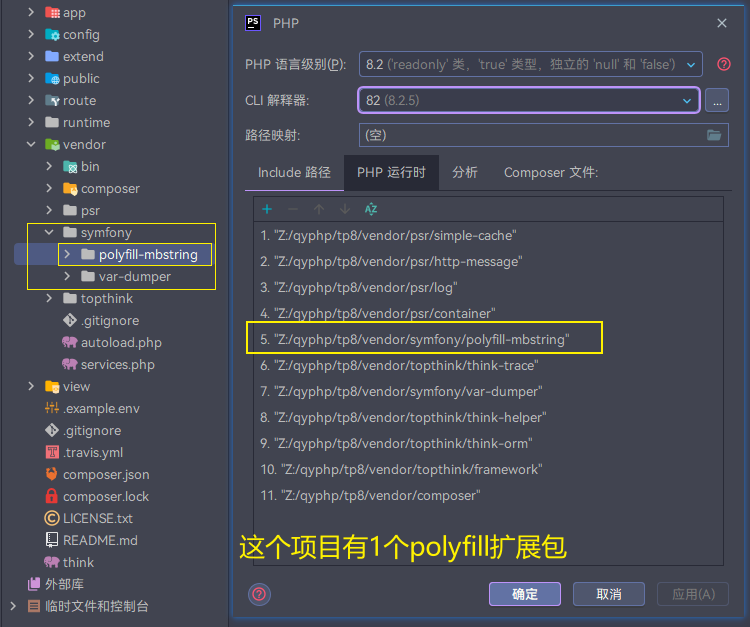 app
config
extend
public
route
runtime
vendor
bin
composer
psr
symfony
polyfill-mbstring
var-dumper
topthink
.gitignore
autoload.php
services.php
view
.example.env
.gitignore
.travis.yml
composer.json
composer.lock
LICENSE.txt
README.md
think
外部库
临时文件和控制台
PS
PHP
PHP 语言级别(P):
8.2 ('readonly' 类，'true' 类型，独立的 'null' 和 'false')
CLI 解释器:
82 (8.2.5)
...
路径映射:
(空)
Include 路径
PHP 运行时
分析
Composer 文件:
1. "Z:/qyphp/tp8/vendor/psr/simple-cache"
2. "Z:/qyphp/tp8/vendor/psr/http-message"
3. "Z:/qyphp/tp8/vendor/psr/log"
4. "Z:/qyphp/tp8/vendor/psr/container"
5. "Z:/qyphp/tp8/vendor/symfony/polyfill-mbstring"
6. "Z:/qyphp/tp8/vendor/topthink/think-trace"
7. "Z:/qyphp/tp8/vendor/symfony/var-dumper"
8. "Z:/qyphp/tp8/vendor/topthink/think-helper"
9. "Z:/qyphp/tp8/vendor/topthink/think-orm"
10. "Z:/qyphp/tp8/vendor/topthink/framework"
11. "Z:/qyphp/tp8/vendor/composer"
这个项目有1个polyfill扩展包
确定
取消
应用(A)